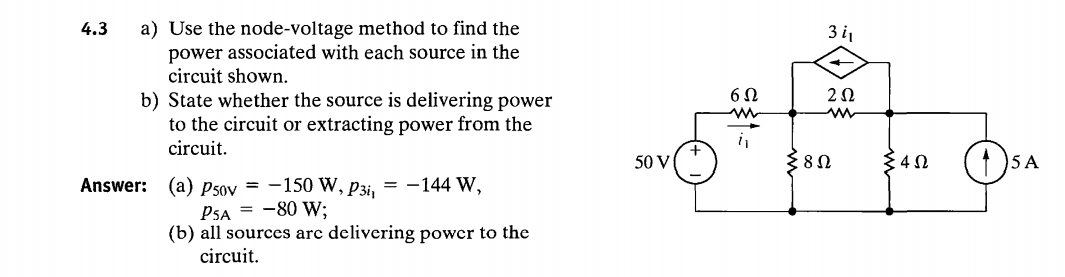 4.3 a) Use the node-voltage method to find the
power associated with each source in the
circuit shown.
b) State whether the source is delivering power
to the circuit or extracting power from the
circuit.
Answer: (a) p50V = −150 W, p3i1 = −144 W,
p5A = −80 W;
(b) all sources are delivering power to the
circuit.
3 i1
6 Ω
2 Ω
i1
50 V
+
−
8 Ω
4 Ω
5 A